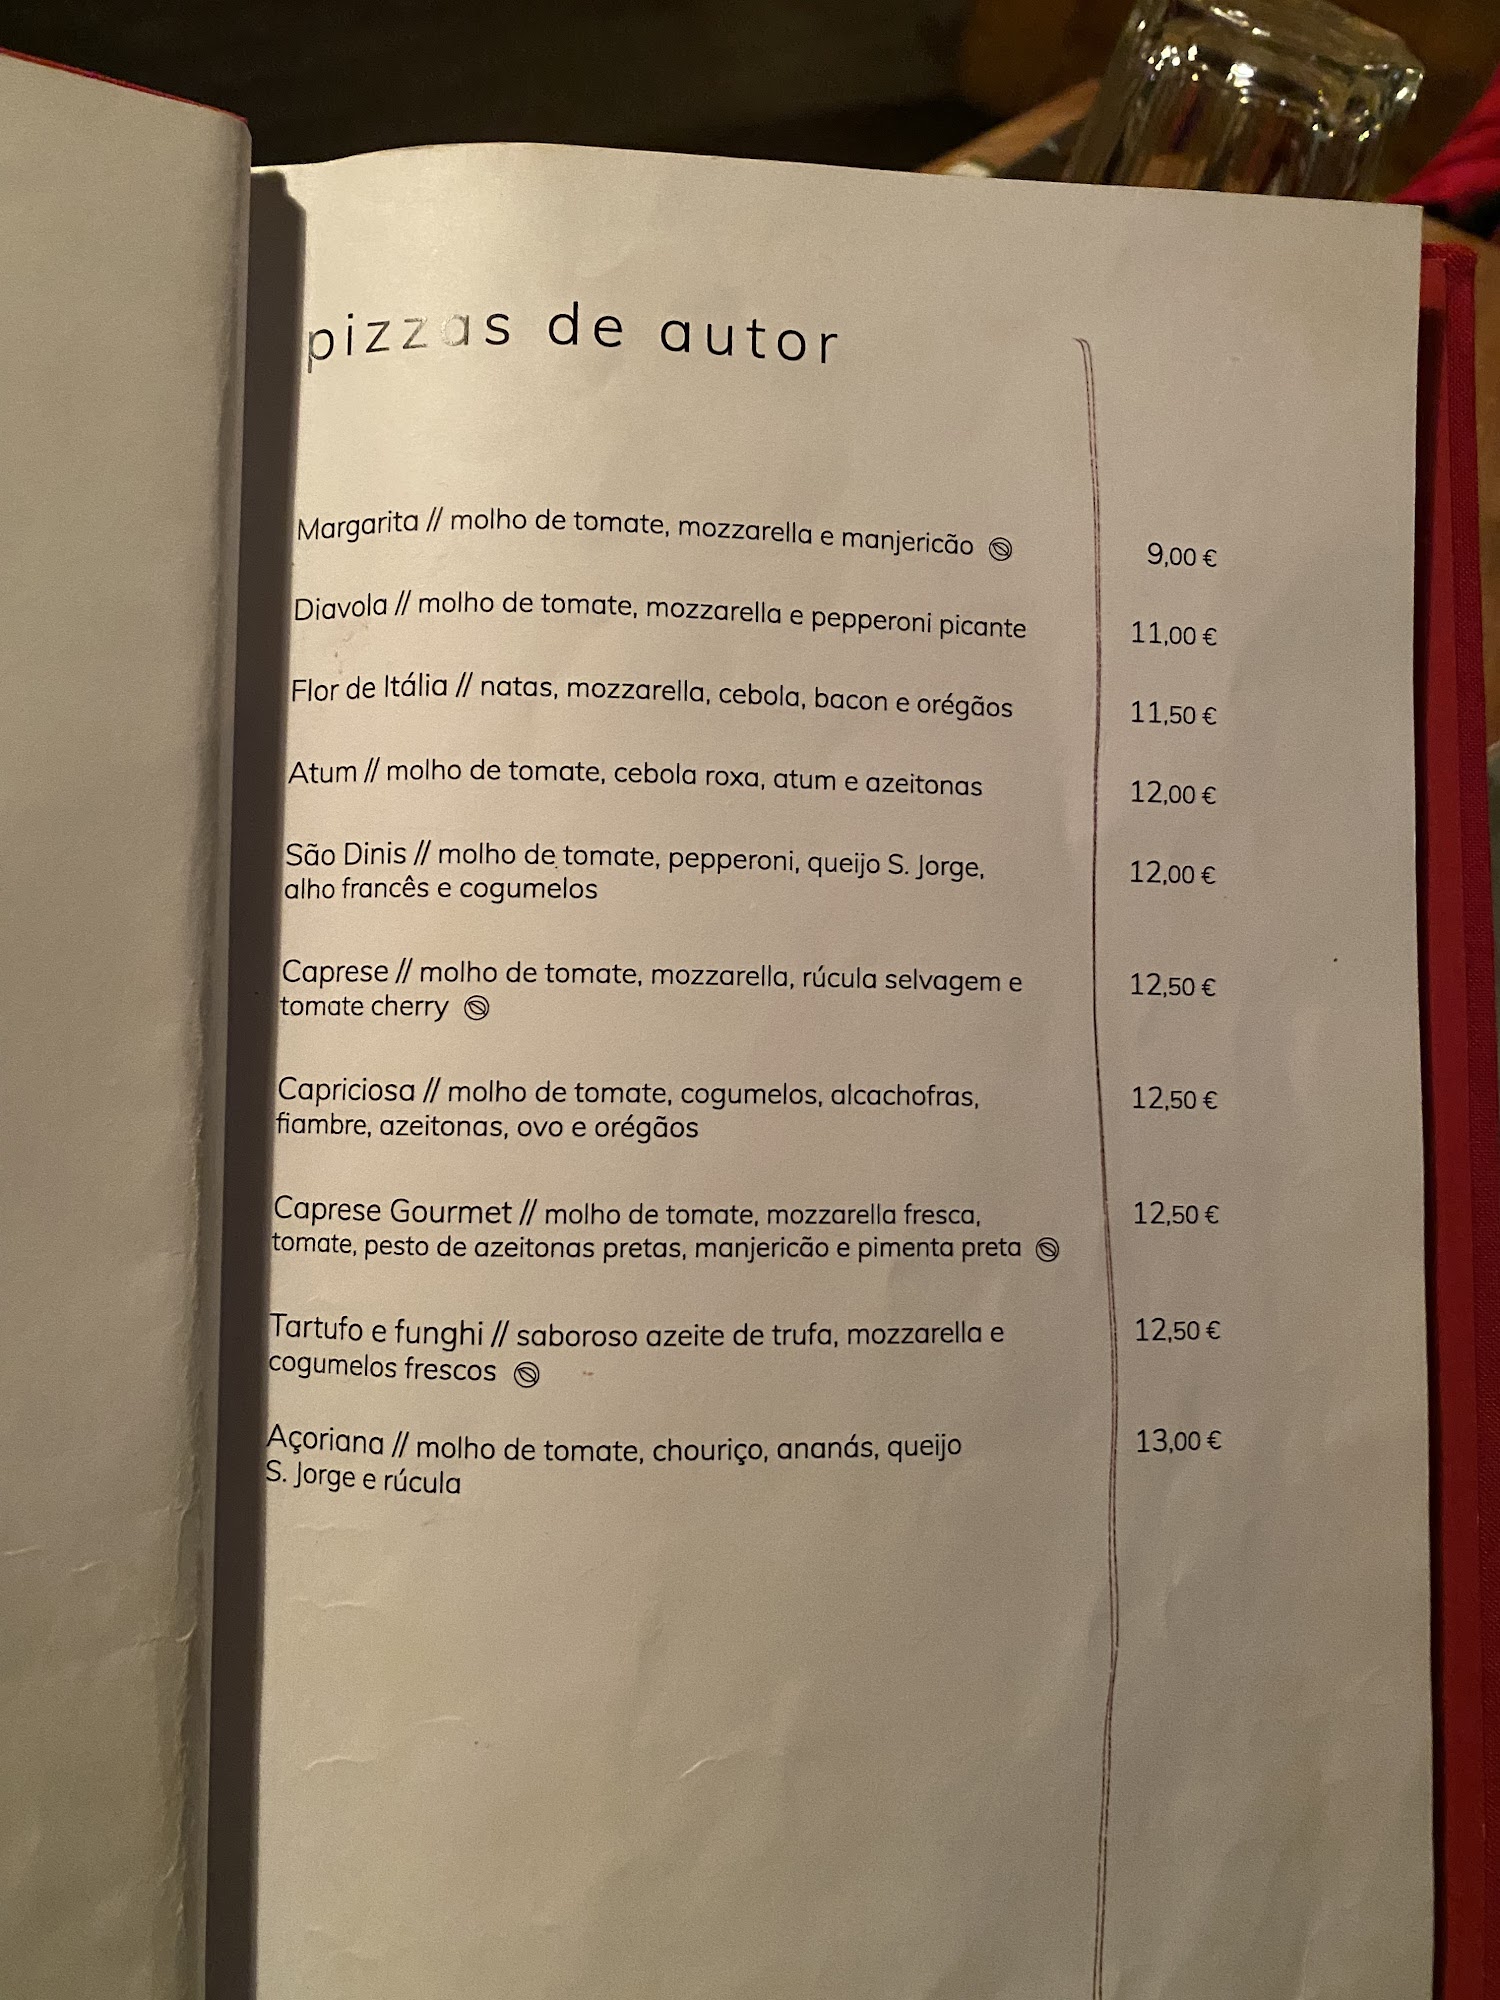 pizzas de autor
Margarita // molho de tomate, mozzarella e manjericão 9,00 €
Diavola // molho de tomate, mozzarella e pepperoni picante 11,00 €
Flor de Itália // natas, mozzarella, cebola, bacon e orégãos 11,50 €
Atum // molho de tomate, cebola roxa, atum e azeitonas 12,00 €
São Dinis // molho de tomate, pepperoni, queijo S. Jorge, 12,00 €
alho francês e cogumelos
Caprese // molho de tomate, mozzarella, rúcula selvagem e 12,50 €
tomate cherry
Capriciosa // molho de tomate, cogumelos, alcachofras, 12,50 €
fiambre, azeitonas, ovo e orégãos
Caprese Gourmet // molho de tomate, mozzarella fresca, 12,50 €
tomate, pesto de azeitonas pretas, manjericão e pimenta preta
Tartufo e funghi // saboroso azeite de trufa, mozzarella e 12,50 €
cogumelos frescos
Açoriana // molho de tomate, chouriço, ananás, queijo 13,00 €
S. Jorge e rúcula